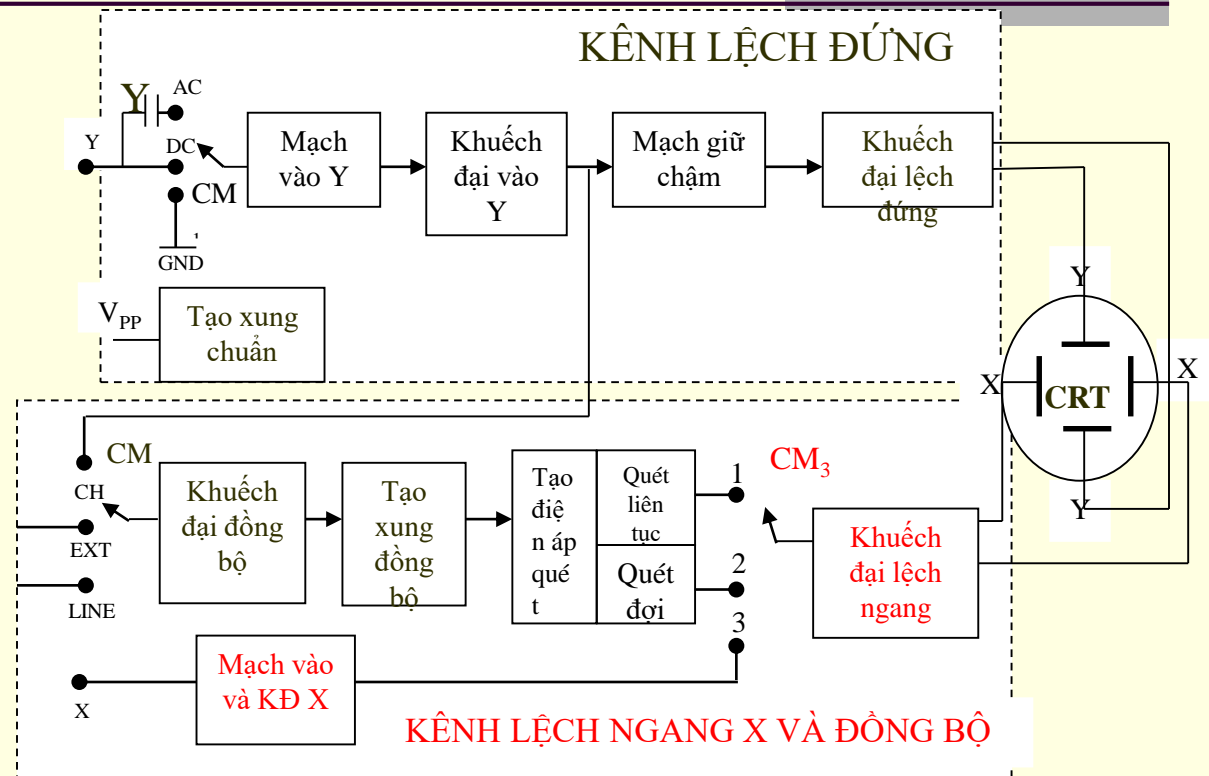 KÊNH LỆCH ĐỨNG
Y
AC
Y
DC
CM
1
GND
Mạch
vào Y
Khuếch
đại vào
Y
Mạch giữ
chậm
Khuếch
đại lệch
đứng
V_PP
Tạo xung
chuẩn
Y
X
CRT
X
Y
CM
CH
EXT
LINE
Khuếch
đại đồng
bộ
Tạo
xung
đồng
bộ
Tạo
điệ
n áp
qué
t
Quét
liên
tục
Quét
đợi
1
2
3
CM₃
Khuếch
đại lệch
ngang
X
Mạch vào
và KĐ X
KÊNH LỆCH NGANG X VÀ ĐỒNG BỘ